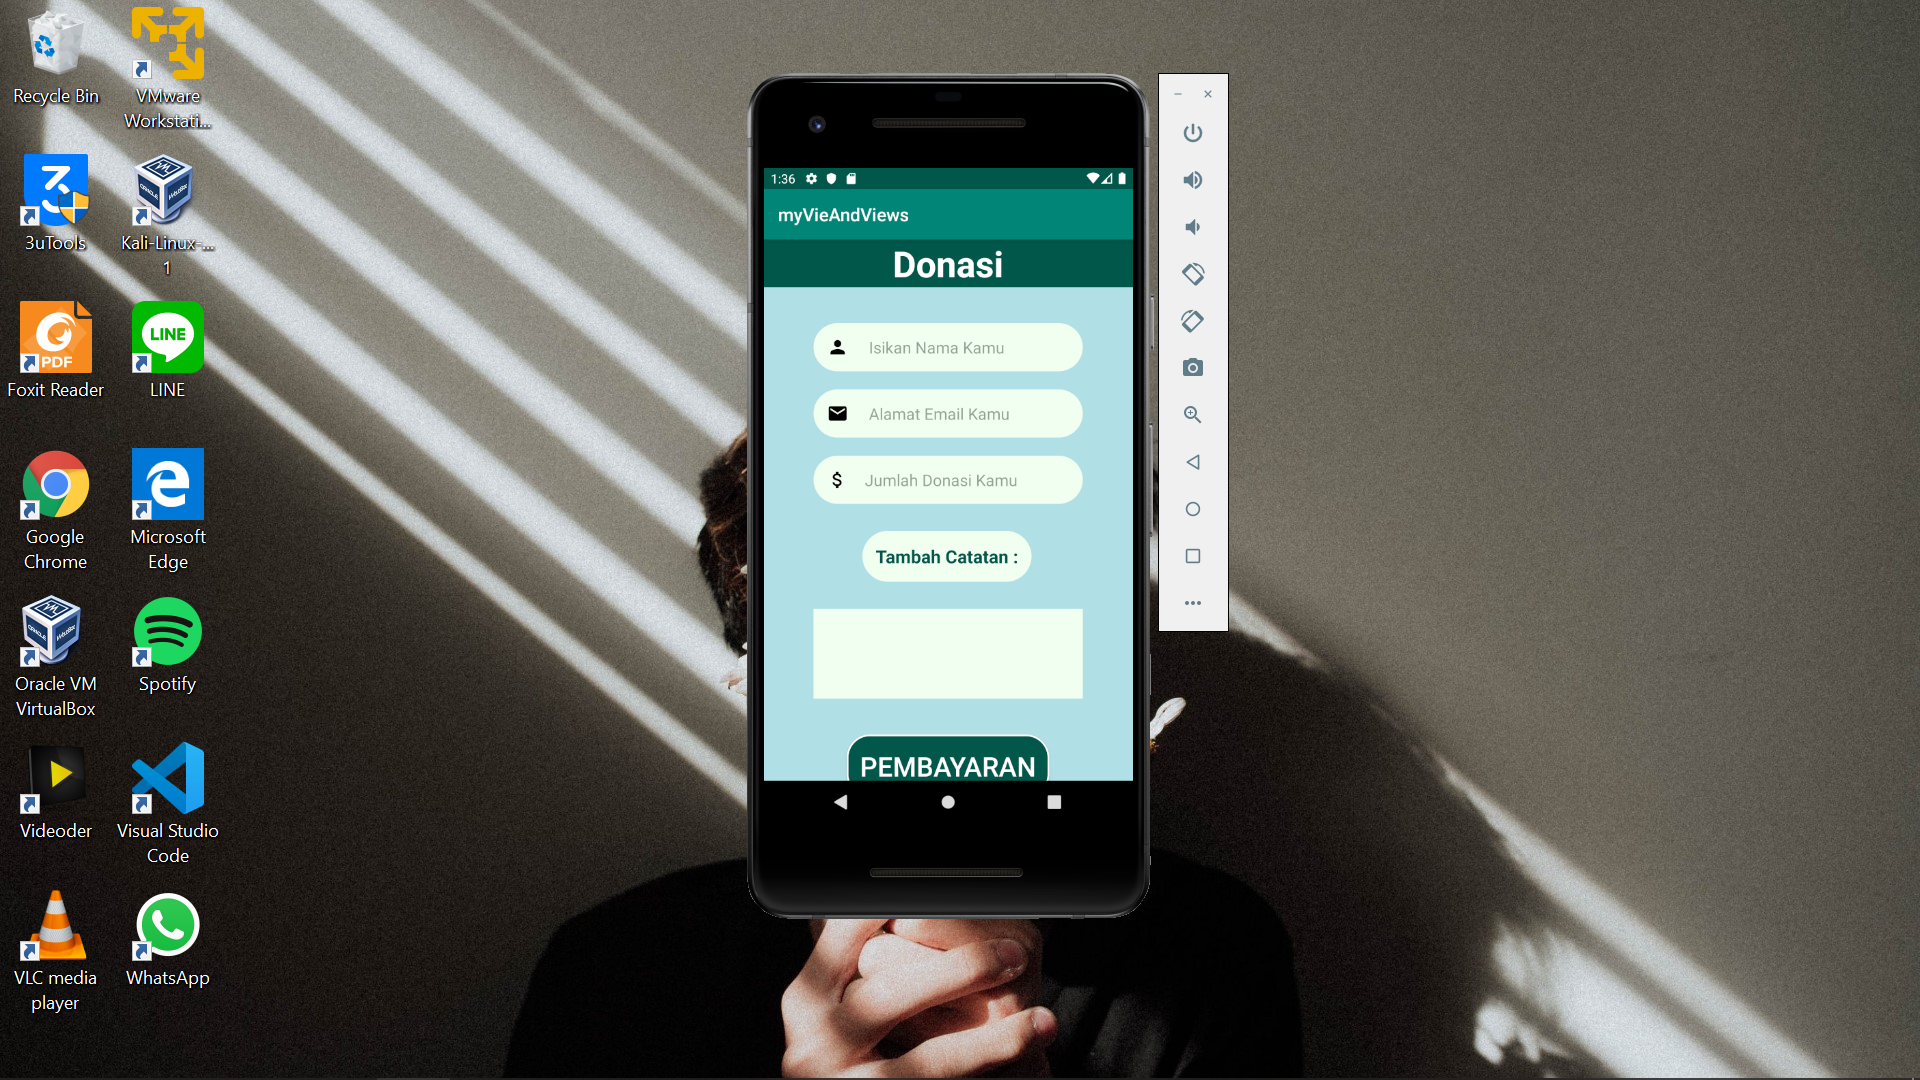 Recycle Bin
VMware
Workstati...
3uTools
Kali-Linux-...
1
PDF
Foxit Reader
LINE
LINE
Google
Chrome
Microsoft
Edge
Oracle VM
VirtualBox
Spotify
Videoder
Visual Studio
Code
VLC media
player
WhatsApp
1:36
myVieAndViews
Donasi
Isikan Nama Kamu
Alamat Email Kamu
$ Jumlah Donasi Kamu
Tambah Catatan :
PEMBAYARAN